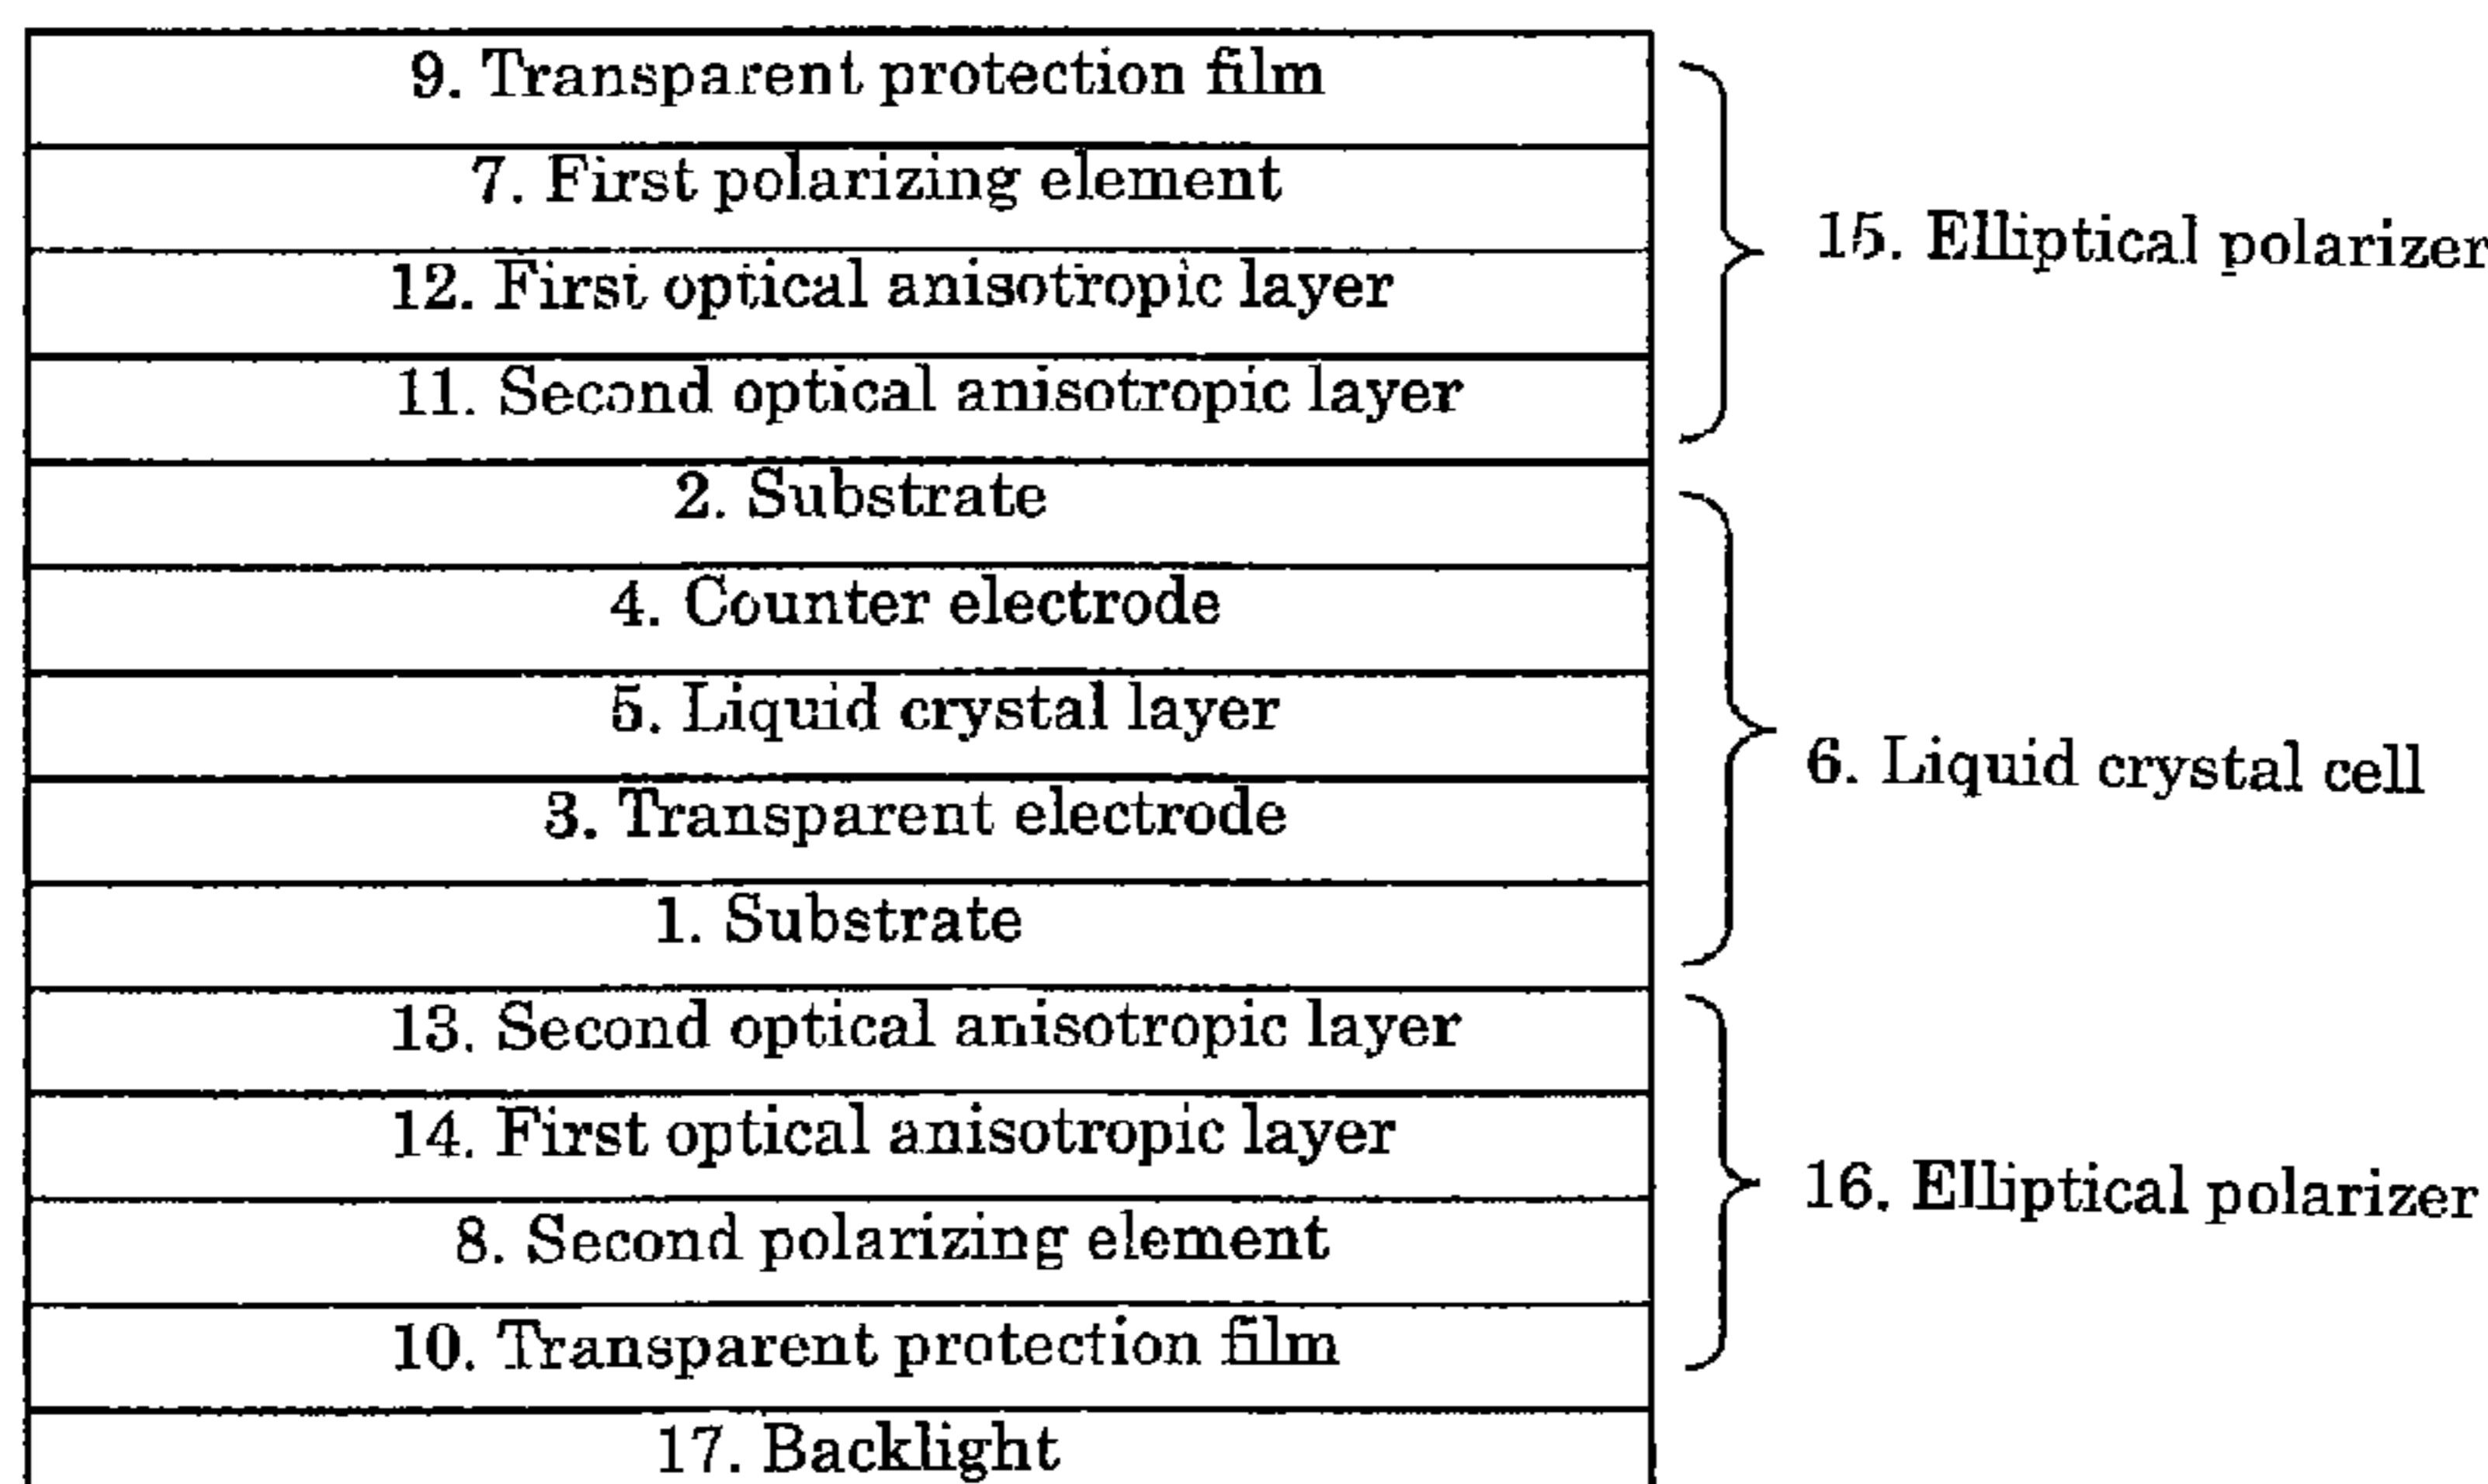 9. Transparent protection film
7. First polarizing element
12. First optical anisotropic layer
11. Second optical anisotropic layer
15. Elliptical polarizer
2. Substrate
4. Counter electrode
5. Liquid crystal layer
3. Transparent electrode
1. Substrate
6. Liquid crystal cell
13. Second optical anisotropic layer
14. First optical anisotropic layer
8. Second polarizing element
10. Transparent protection film
16. Elliptical polarizer
17. Backlight